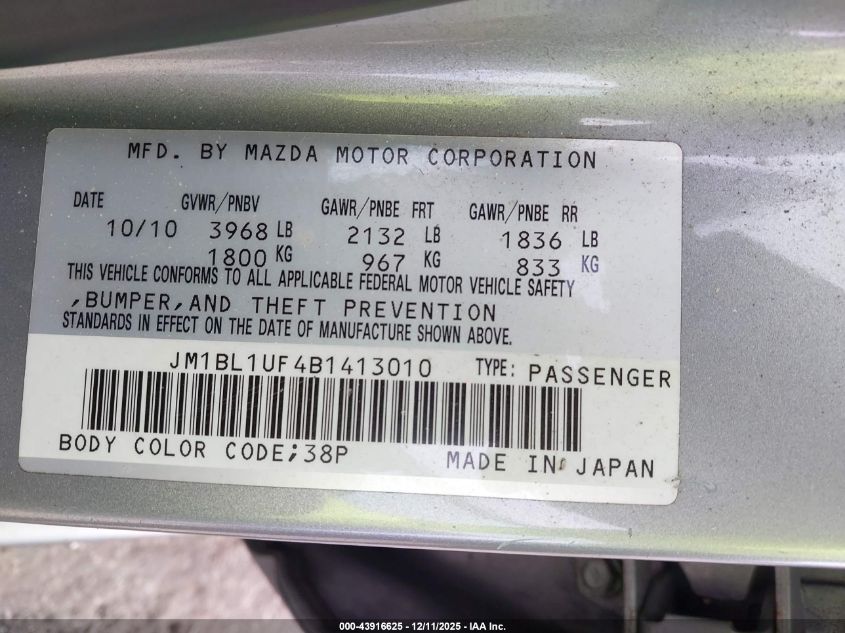 MFD. BY MAZDA MOTOR CORPORATION
DATE GVWR/PNBV GAWR/PNBE FRT GAWR/PNBE RR
10/10 3968 LB 2132 LB 1836 LB
1800 KG 967 KG 833 KG
THIS VEHICLE CONFORMS TO ALL APPLICABLE FEDERAL MOTOR VEHICLE SAFETY
,BUMPER,AND THEFT PREVENTION
STANDARDS IN EFFECT ON THE DATE OF MANUFACTURE SHOWN ABOVE.
JM1BL1UF4B1413010 TYPE: PASSENGER
BODY COLOR CODE;38P MADE IN JAPAN
000-43916625 - 12/11/2025 - IAA Inc.